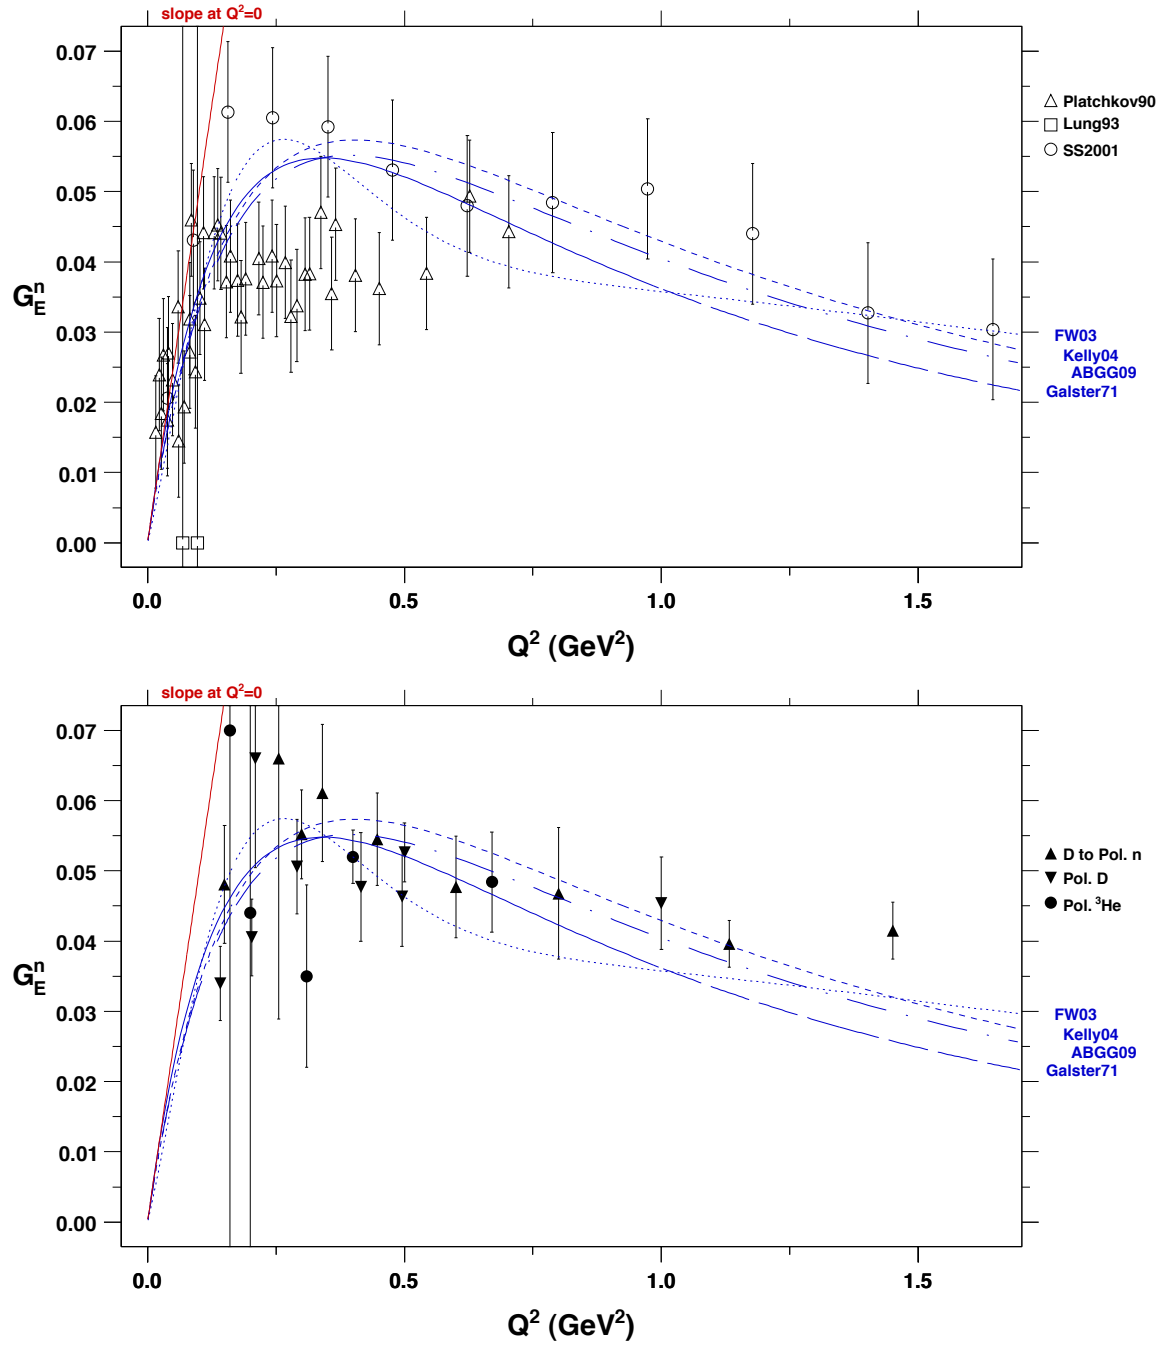 slope at Q²=0
0.07
0.06
0.05
0.04
0.03
0.02
0.01
0.00
G_E^n
0.0 0.5 1.0 1.5
Q² (GeV²)
Platchkov90
Lung93
SS2001
FW03
Kelly04
ABGG09
Galster71
slope at Q²=0
0.07
0.06
0.05
0.04
0.03
0.02
0.01
0.00
G_E^n
0.0 0.5 1.0 1.5
Q² (GeV²)
D to Pol. n
Pol. D
Pol. ³He
FW03
Kelly04
ABGG09
Galster71